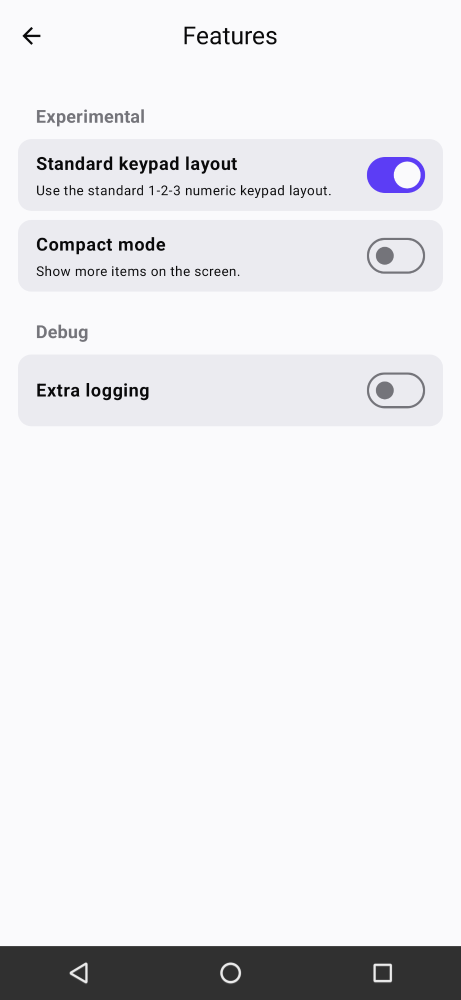 Features
Experimental
Standard keypad layout
Use the standard 1-2-3 numeric keypad layout.
Compact mode
Show more items on the screen.
Debug
Extra logging